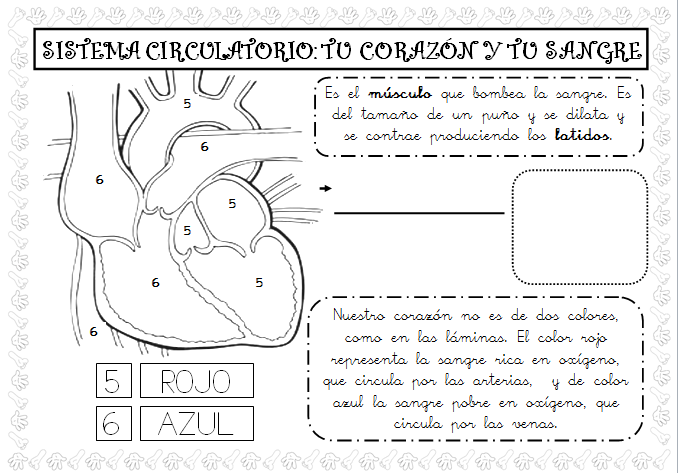 SISTEMA CIRCULATORIO: TU CORAZÓN Y TU SANGRE
Es el músculo que bombea la sangre. Es
del tamaño de un puño y se dilata y
se contrae produciendo los latidos.
5
6
6
5
5
6
5
6
Nuestro corazón no es de dos colores,
como en las láminas. El color rojo
representa la sangre rica en oxígeno,
que circula por las arterias, y de color
azul la sangre pobre en oxígeno, que
circula por las venas.
5 ROJO
6 AZUL